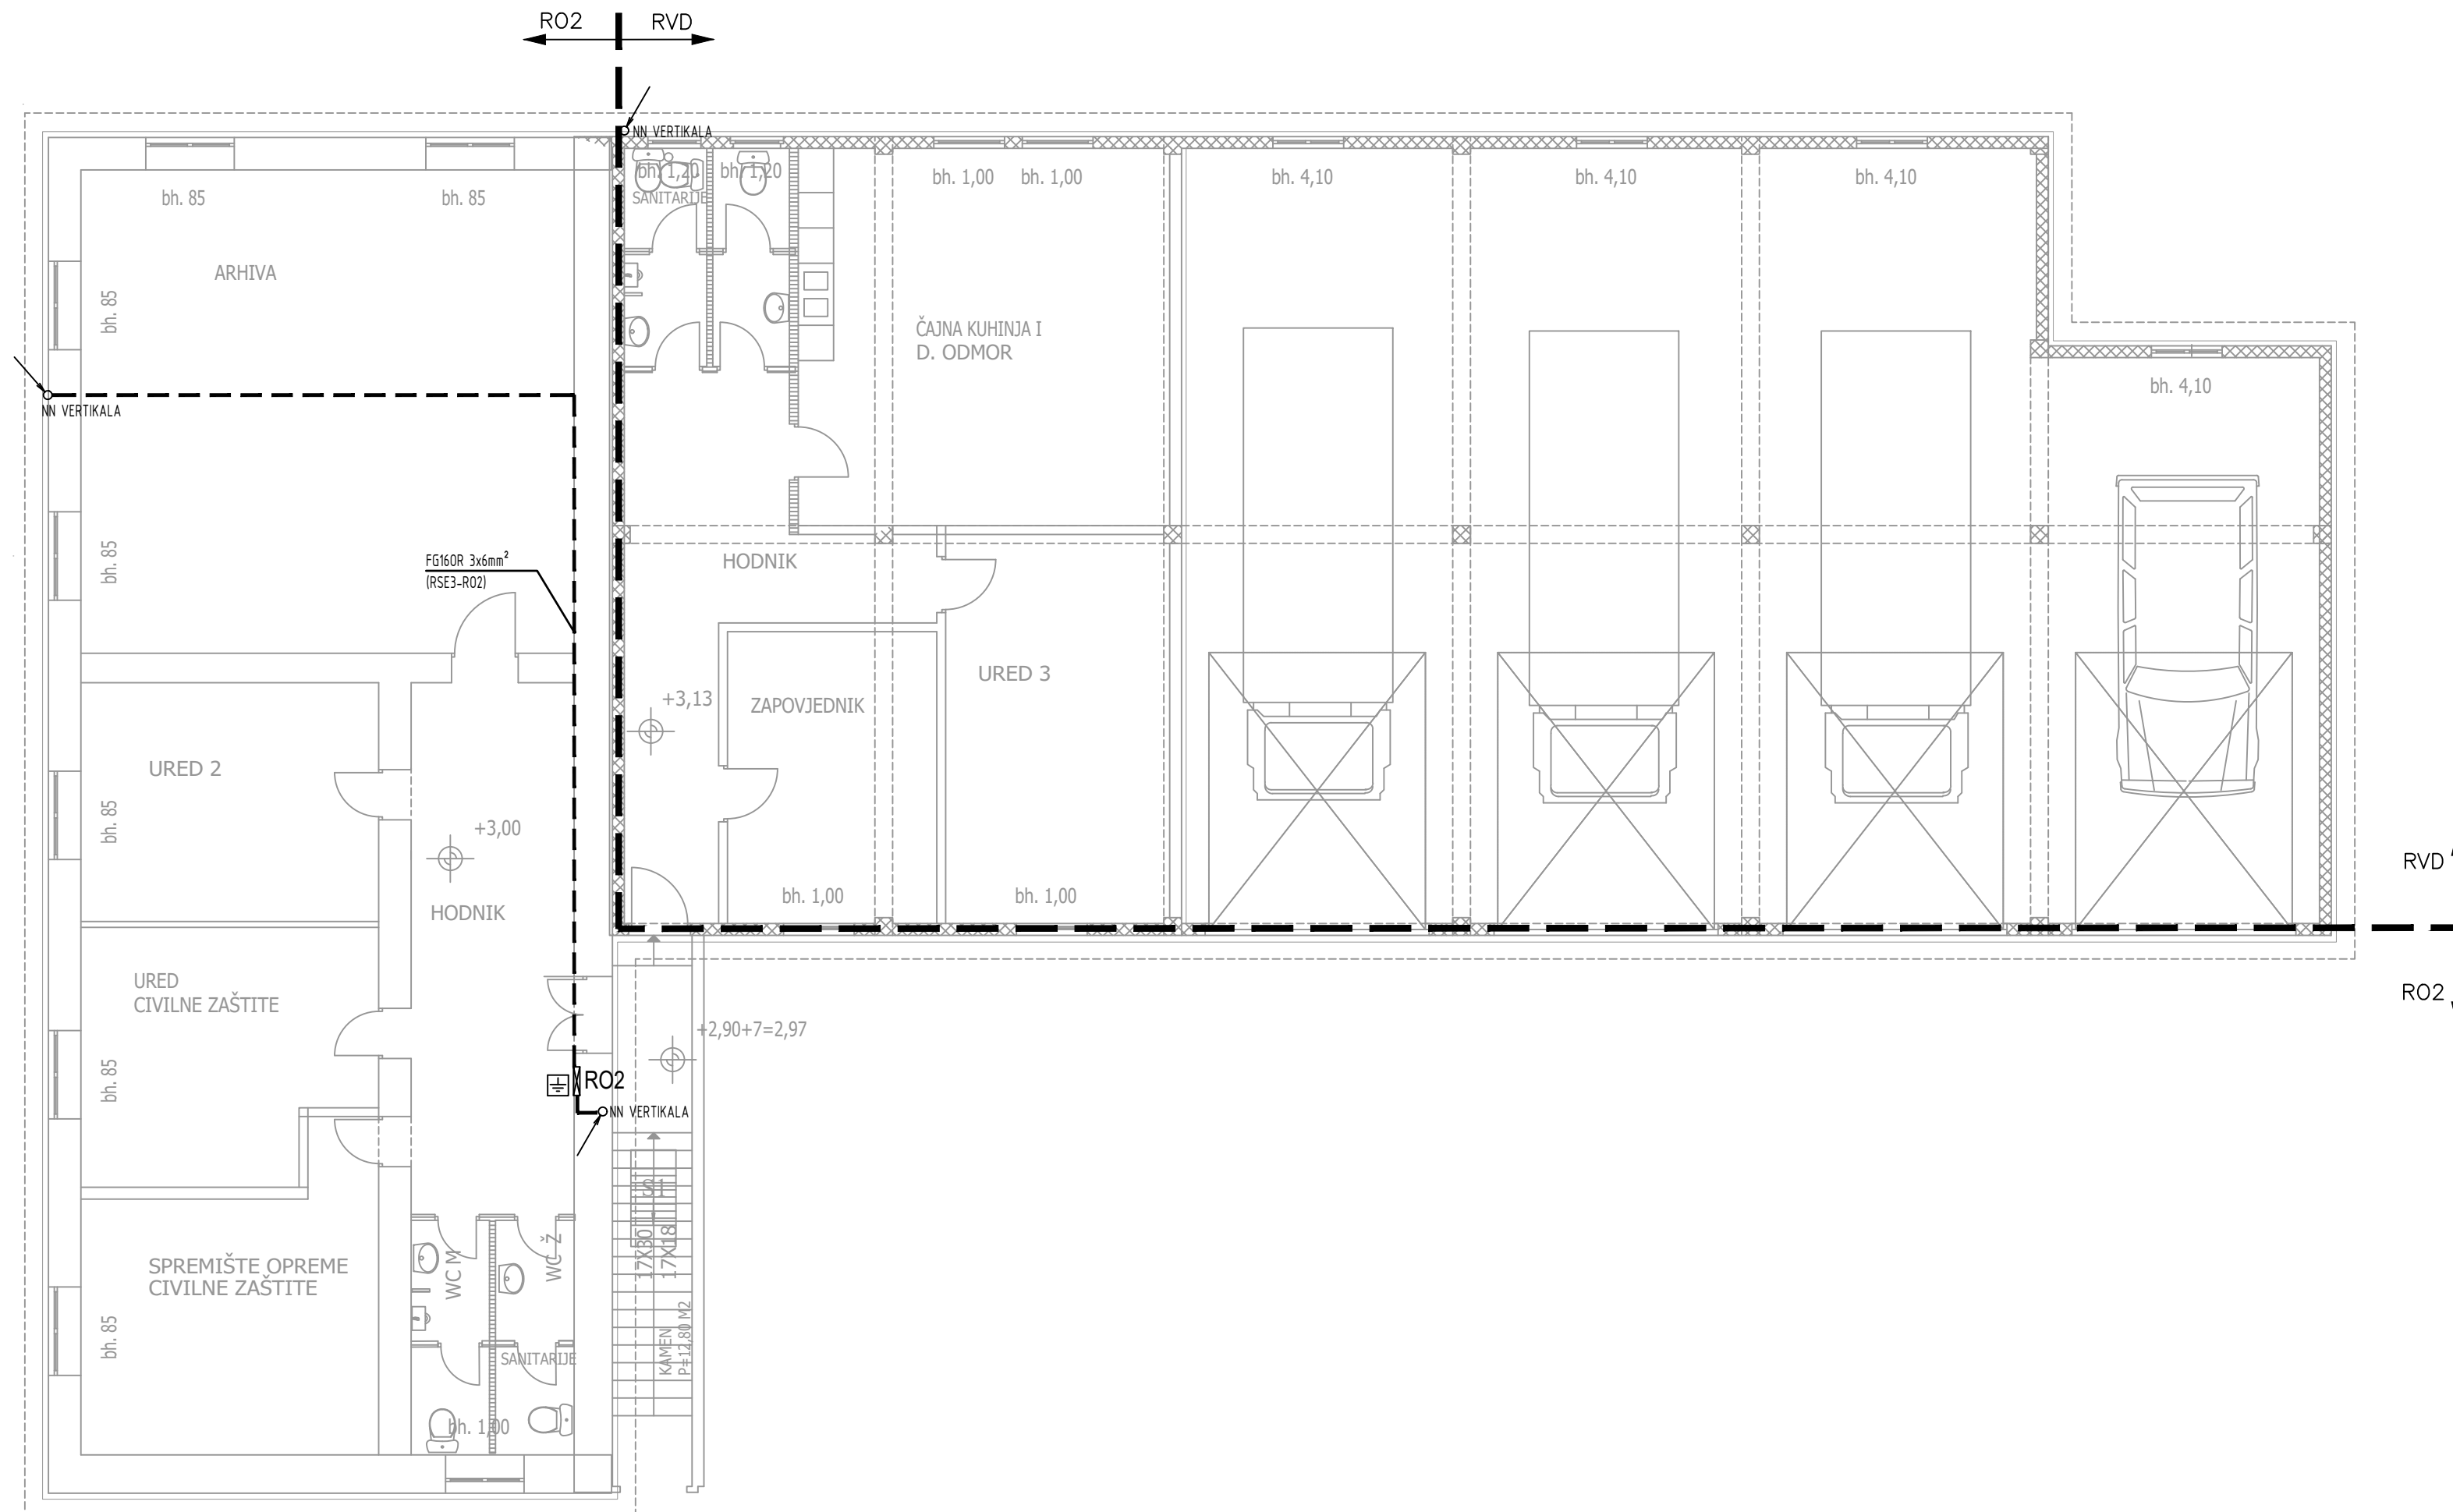 RO2
RVD
NN VERTIKALA
bh. 1,20
bh. 1,20
SANITARIJE
bh. 1,00
bh. 1,00
bh. 4,10
bh. 4,10
bh. 4,10
bh. 85
bh. 85
ARHIVA
bh. 85
ČAJNA KUHINJA I
D. ODMOR
bh. 4,10
NN VERTIKALA
bh. 85
FG16OR 3x6mm²
(RSE3-RO2)
HODNIK
URED 3
+3,13
ZAPOVJEDNIK
URED 2
bh. 85
+3,00
HODNIK
bh. 1,00
bh. 1,00
RVD
RO2
URED
CIVILNE ZAŠTITE
bh. 85
+2,90+7=2,97
RO2
NN VERTIKALA
S1
17X30
17X18
SPREMIŠTE OPREME
CIVILNE ZAŠTITE
WC M
WC Ž
bh. 85
SANITARIJE
KAMEN
P=12,80 M2
bh. 1,00